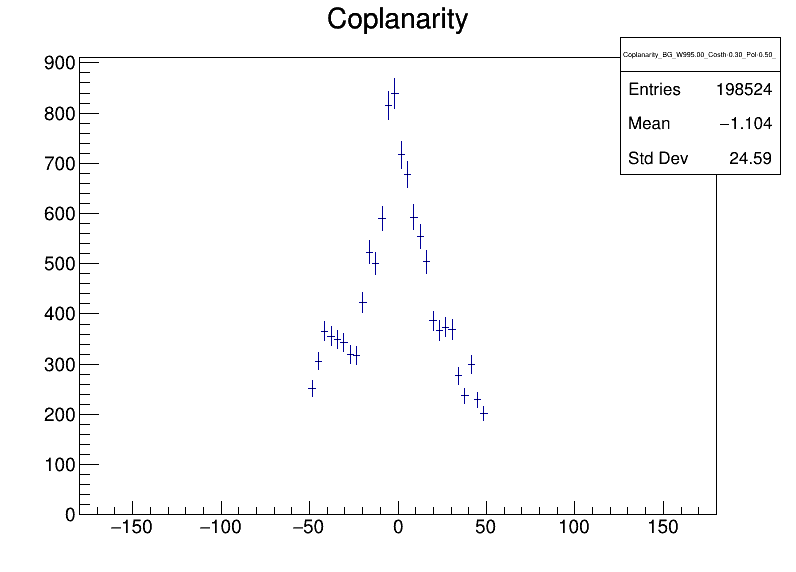 Coplanarity
Coplanarity_BG_W995.00_Costh-0.30_Pol-0.50_
Entries 198524
Mean −1.104
Std Dev 24.59
900
800
700
600
500
400
300
200
100
0
−150 −100 −50 0 50 100 150